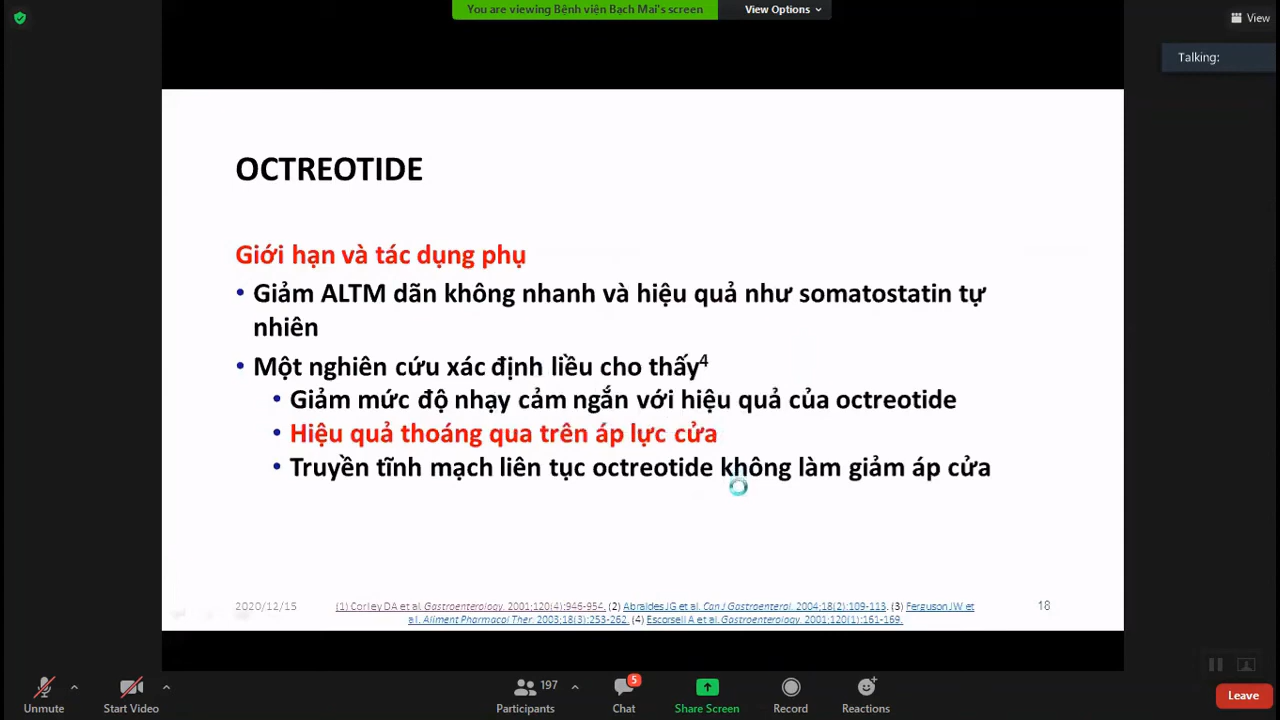 You are viewing Bệnh viện Bạch Mai's screen
View Options
View
Talking:
OCTREOTIDE
Giới hạn và tác dụng phụ
• Giảm ALTM dãn không nhanh và hiệu quả như somatostatin tự
nhiên
• Một nghiên cứu xác định liều cho thấy4
• Giảm mức độ nhạy cảm ngắn với hiệu quả của octreotide
• Hiệu quả thoáng qua trên áp lực cửa
• Truyền tĩnh mạch liên tục octreotide không làm giảm áp cửa
2020/12/15
(1) Corley DA et al. Gastroenterology. 2001;120(4):946-954. (2) Abraldes JG et al. Can J Gastroenterol. 2004;18(2):109-113. (3) Ferguson JW et
al. Aliment Pharmacol Ther. 2003;18(3):253-262. (4) Escorsell A et al. Gastroenterology. 2001;120(1):161-169.
18
Unmute
Start Video
197
Participants
5
Chat
Share Screen
Record
Reactions
Leave